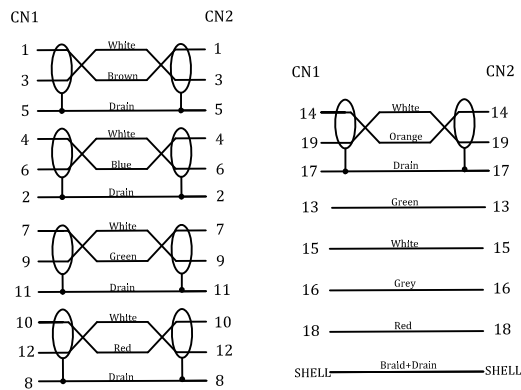 CN1 CN2
1 White 1
3 Brown 3
5 Drain 5
4 White 4
6 Blue 6
2 Drain 2
7 White 7
9 Green 9
11 Drain 11
10 White 10
12 Red 12
8 Drain 8
CN1 CN2
14 White 14
19 Orange 19
17 Drain 17
13 Green 13
15 White 15
16 Grey 16
18 Red 18
SHELL Braid+Drain SHELL